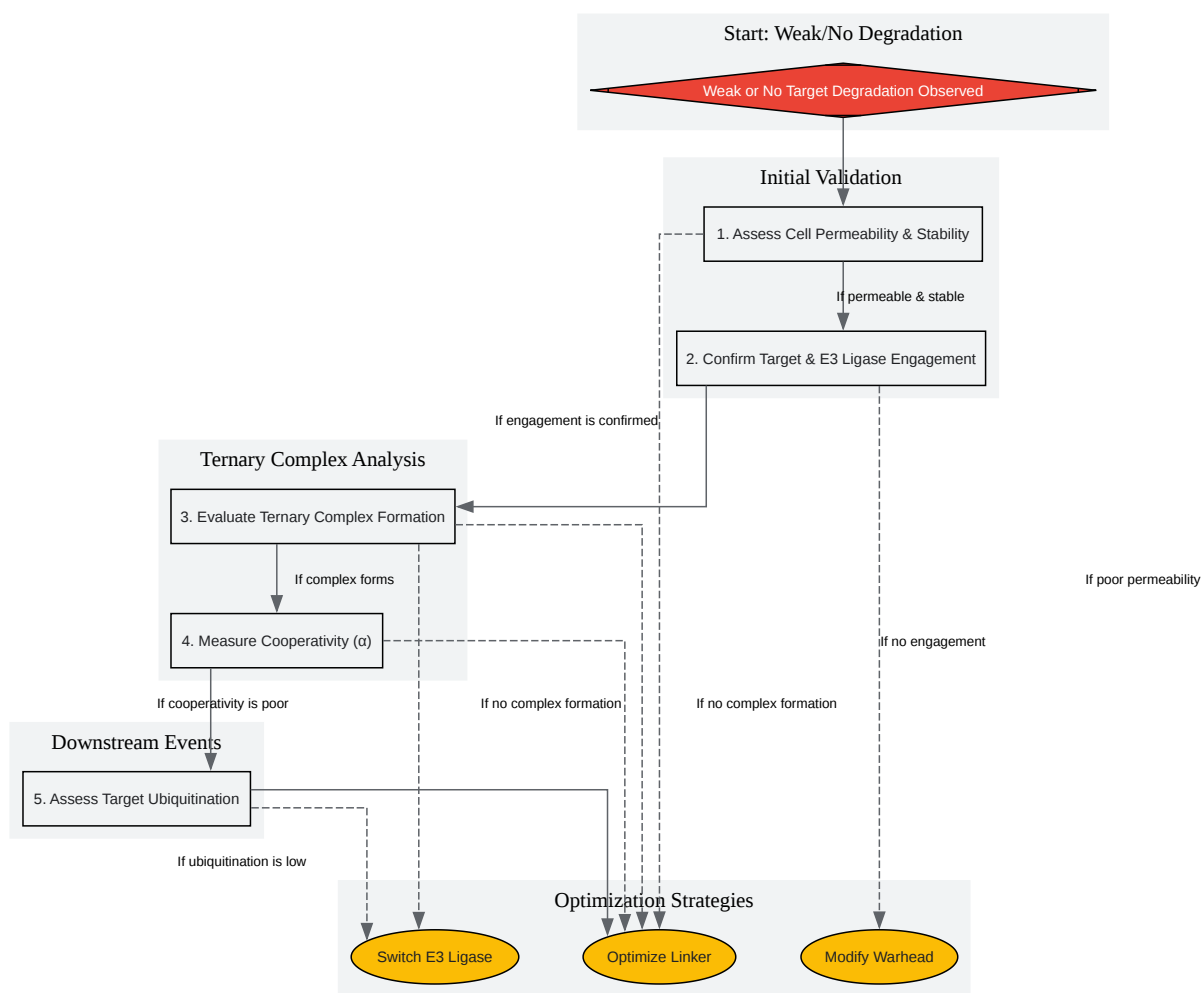 Start: Weak/No Degradation
Weak or No Target Degradation Observed
Initial Validation
1. Assess Cell Permeability & Stability
If permeable & stable
2. Confirm Target & E3 Ligase Engagement
If engagement is confirmed
Ternary Complex Analysis
3. Evaluate Ternary Complex Formation
If complex forms
If poor permeability
4. Measure Cooperativity (α)
If no engagement
If cooperativity is poor
If no complex formation
If no complex formation
Downstream Events
5. Assess Target Ubiquitination
If ubiquitination is low
Optimization Strategies
Switch E3 Ligase
Optimize Linker
Modify Warhead